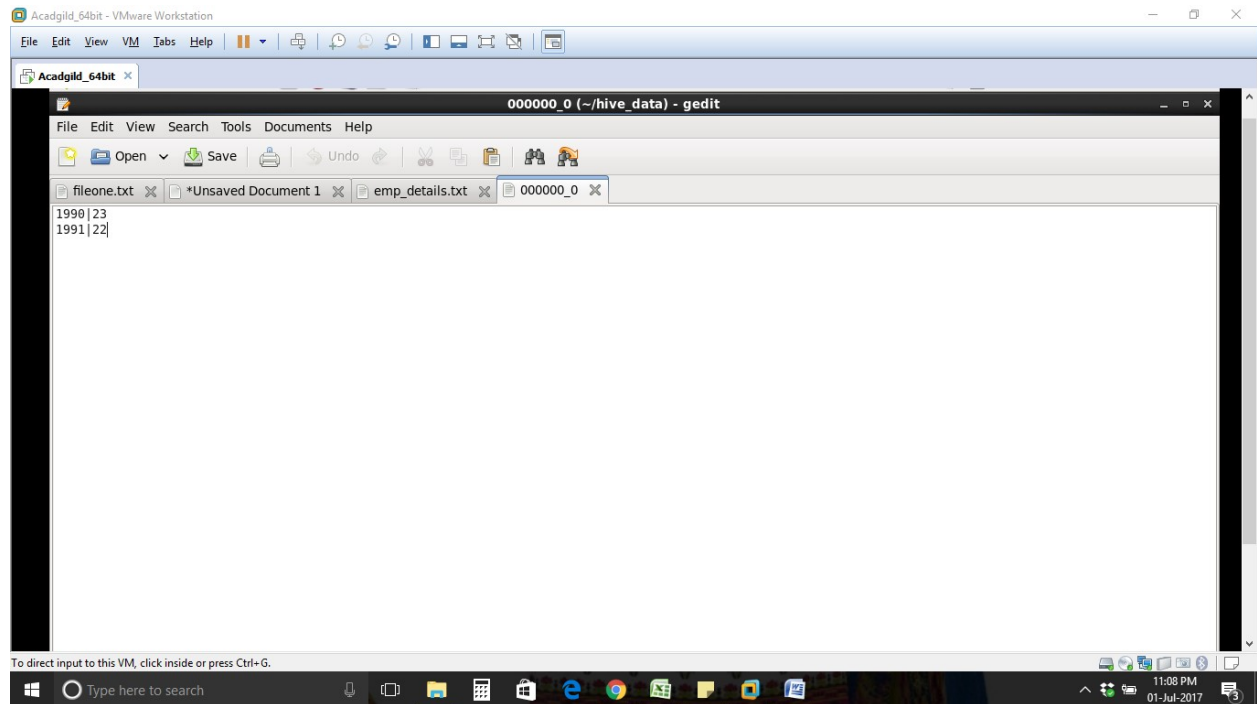 Acadgild_64bit - VMware Workstation
File Edit View VM Tabs Help
Acadgild_64bit
000000_0 (~/hive_data) - gedit
File Edit View Search Tools Documents Help
Open Save Undo
fileone.txt *Unsaved Document 1 emp_details.txt 000000_0
1990|23
1991|22
To direct input to this VM, click inside or press Ctrl+G.
Type here to search
11:08 PM
01-Jul-2017
3